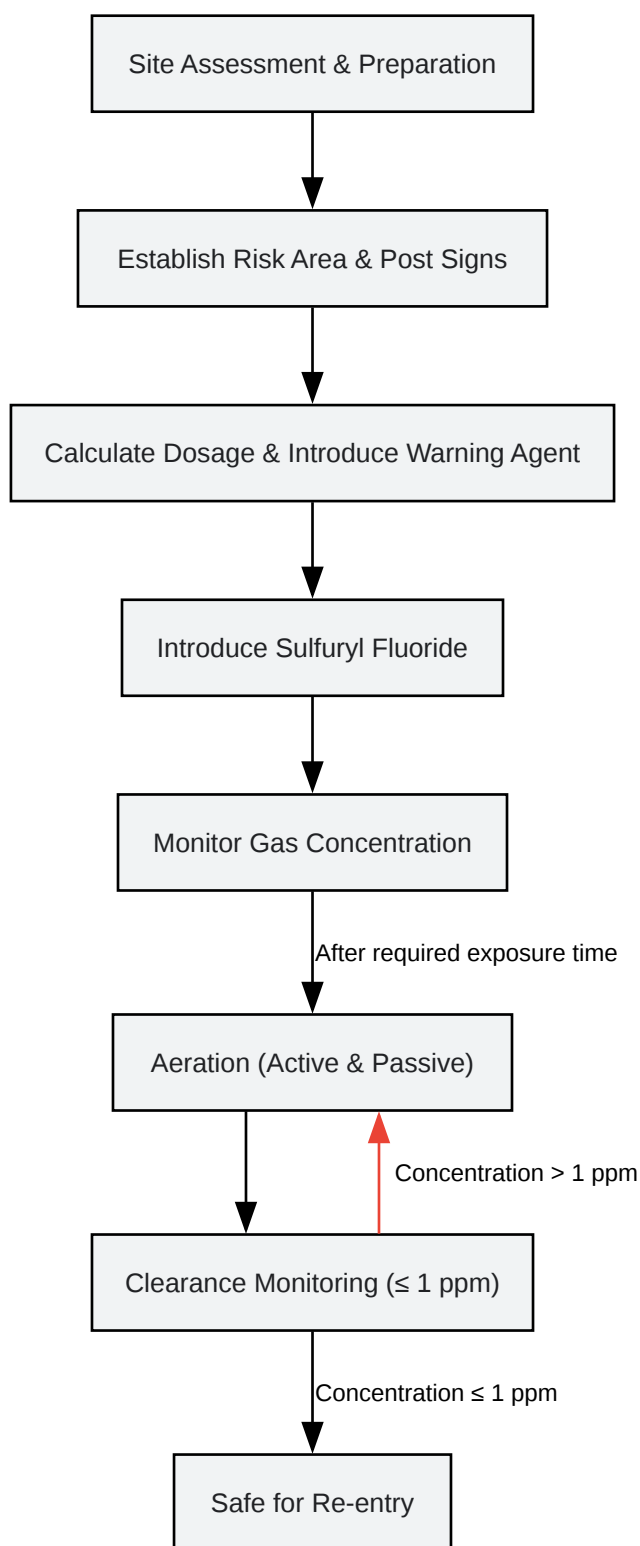 Site Assessment & Preparation
Establish Risk Area & Post Signs
Calculate Dosage & Introduce Warning Agent
Introduce Sulfuryl Fluoride
Monitor Gas Concentration
After required exposure time
Aeration (Active & Passive)
Concentration > 1 ppm
Clearance Monitoring (≤ 1 ppm)
Concentration ≤ 1 ppm
Safe for Re-entry